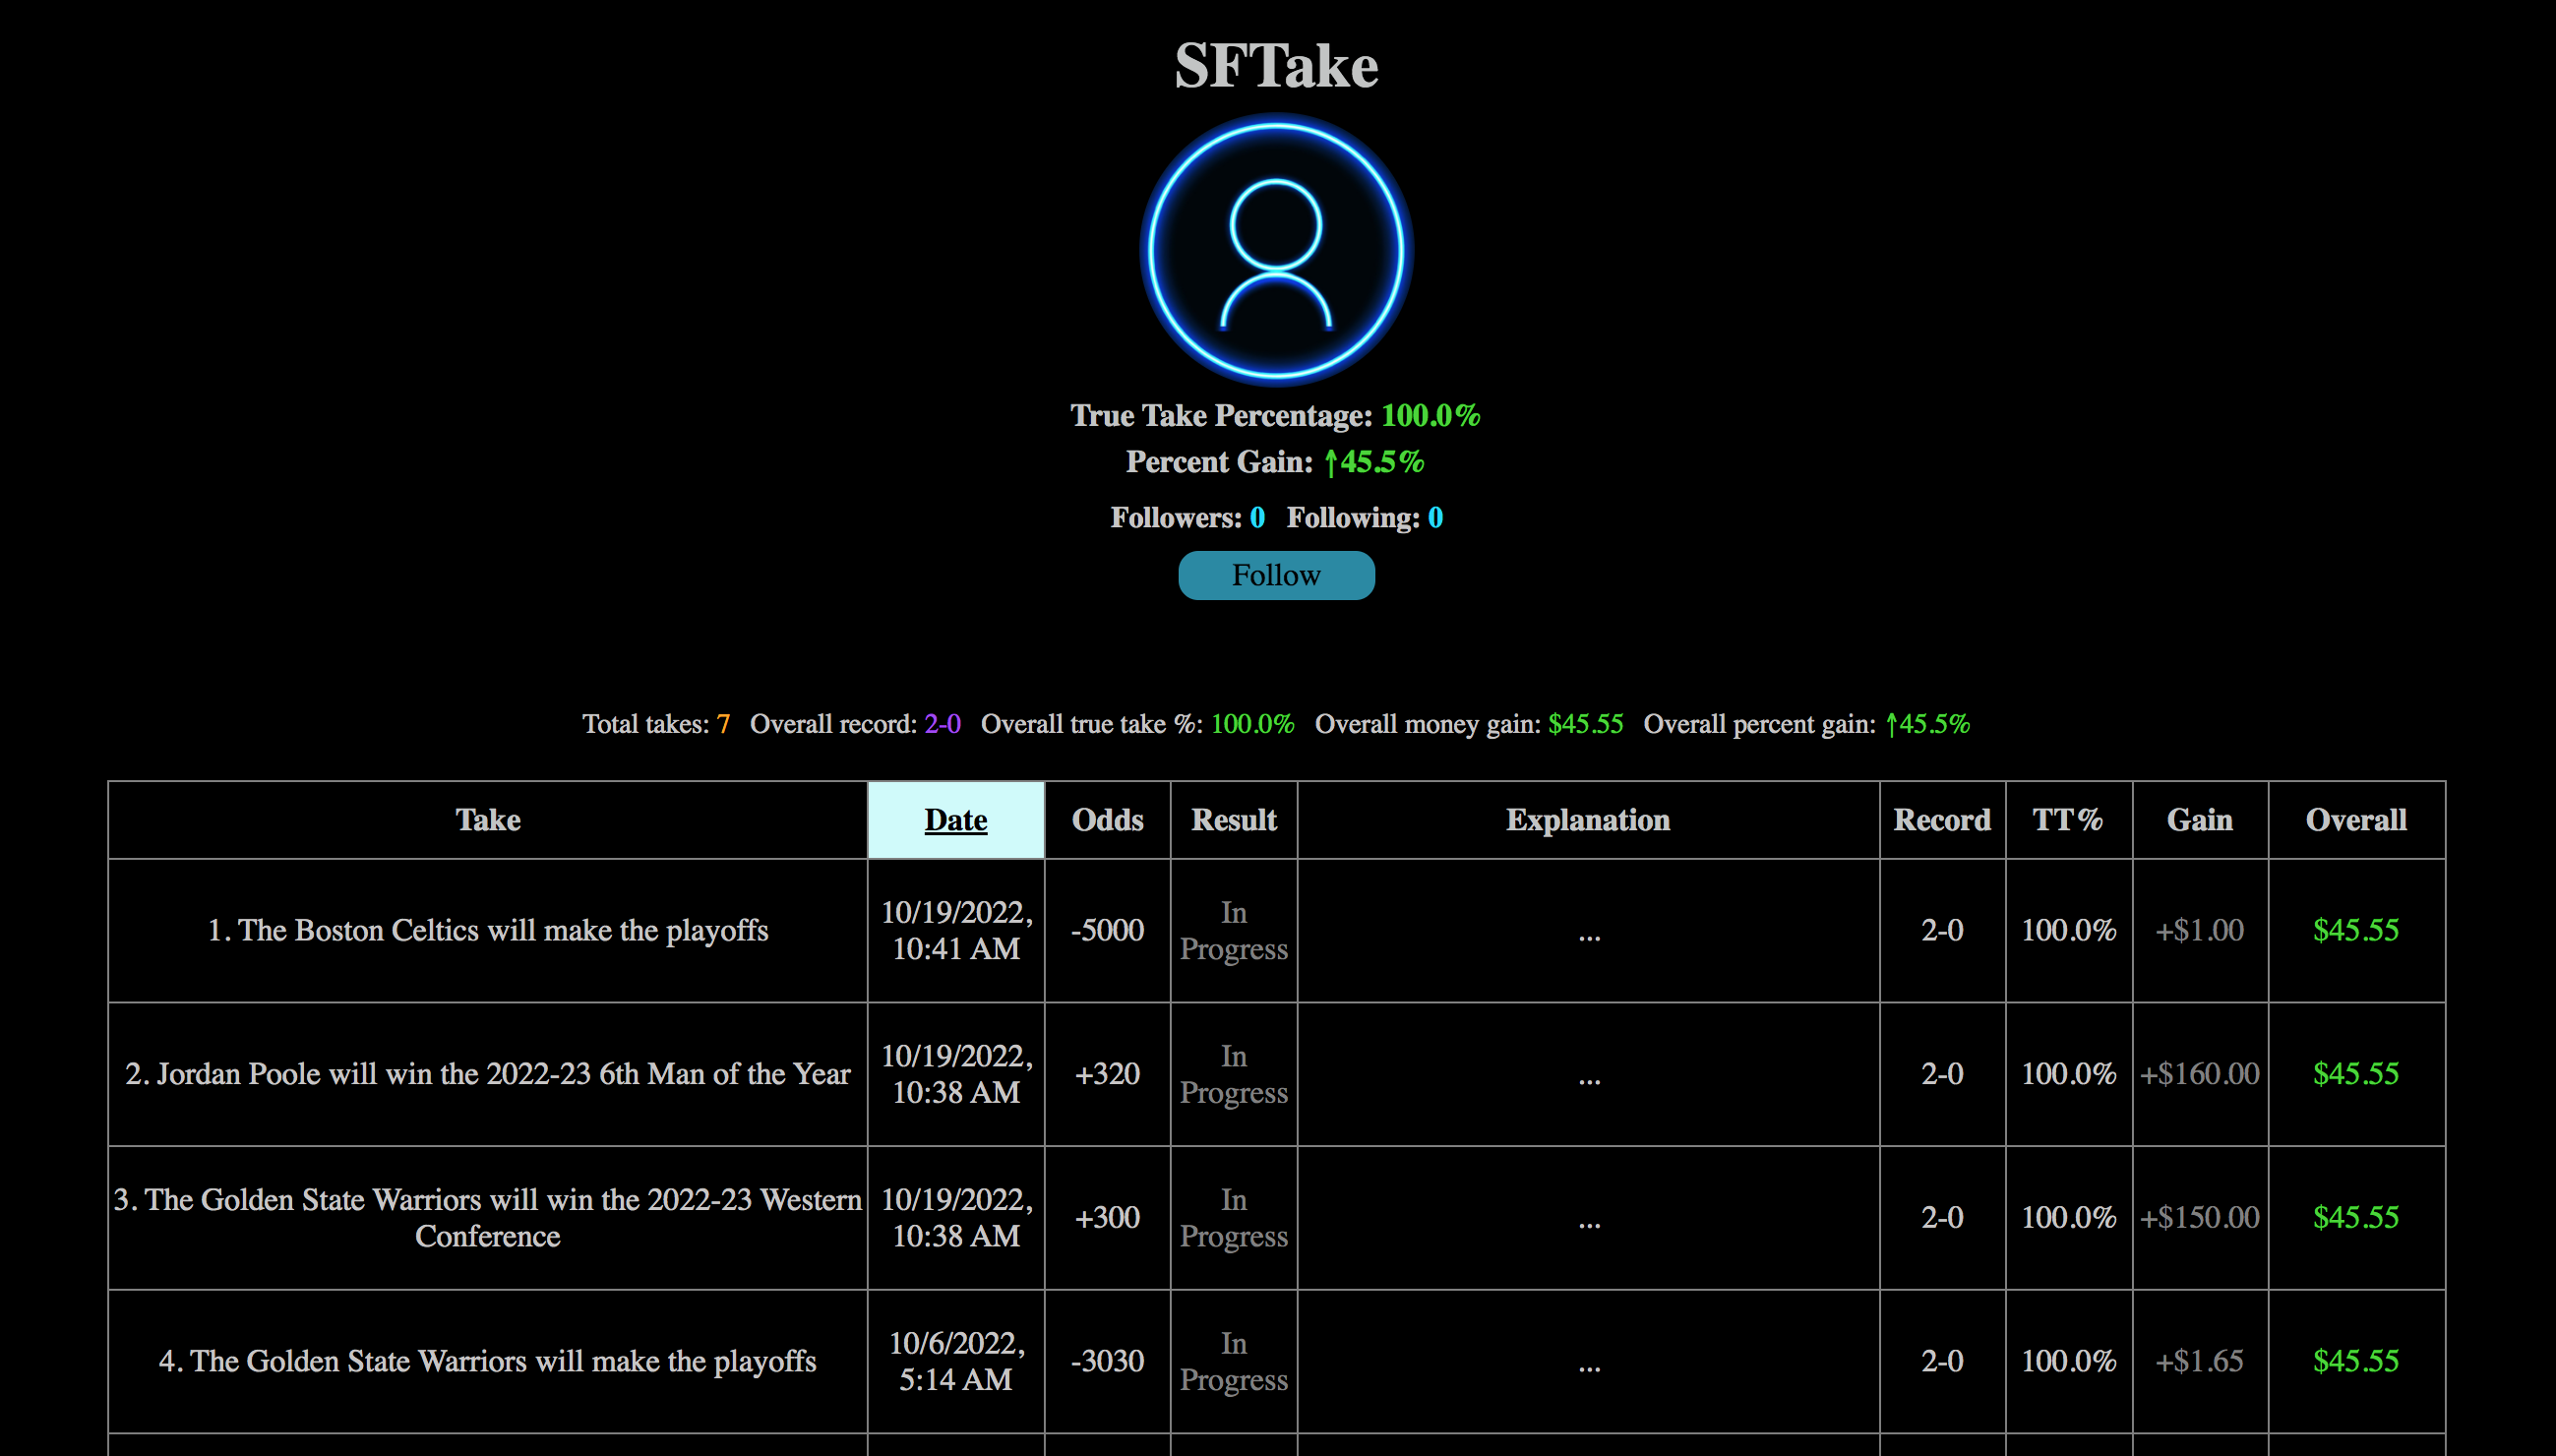 SFTake
True Take Percentage: 100.0%
Percent Gain: ↑45.5%
Followers: 0 Following: 0
Follow
Total takes: 7 Overall record: 2-0 Overall true take %: 100.0% Overall money gain: $45.55 Overall percent gain: ↑45.5%
Take Date Odds Result Explanation Record TT% Gain Overall
1. The Boston Celtics will make the playoffs 10/19/2022, 10:41 AM -5000 In Progress ... 2-0 100.0% +$1.00 $45.55
2. Jordan Poole will win the 2022-23 6th Man of the Year 10/19/2022, 10:38 AM +320 In Progress ... 2-0 100.0% +$160.00 $45.55
3. The Golden State Warriors will win the 2022-23 Western Conference 10/19/2022, 10:38 AM +300 In Progress ... 2-0 100.0% +$150.00 $45.55
4. The Golden State Warriors will make the playoffs 10/6/2022, 5:14 AM -3030 In Progress ... 2-0 100.0% +$1.65 $45.55